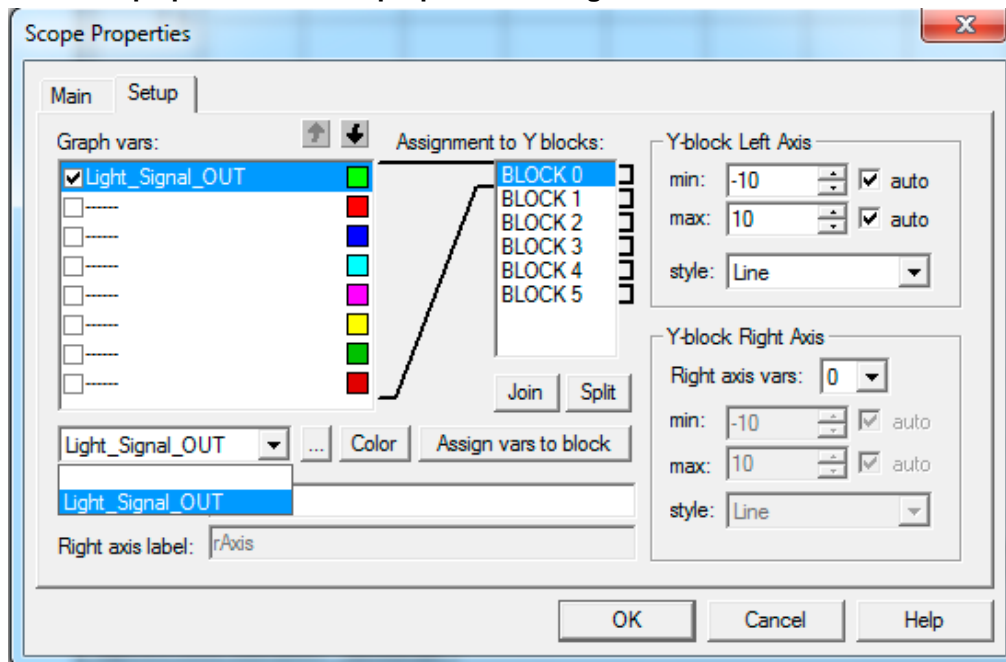 Scope Properties
Main Setup
Graph vars:
Light_Signal_OUT
------
------
------
------
------
------
------
Assignment to Y blocks:
BLOCK 0
BLOCK 1
BLOCK 2
BLOCK 3
BLOCK 4
BLOCK 5
Join Split
Light_Signal_OUT ... Color Assign vars to block
Light_Signal_OUT
Right axis label: rAxis
Y-block Left Axis
min: -10 auto
max: 10 auto
style: Line
Y-block Right Axis
Right axis vars: 0
min: -10 auto
max: 10 auto
style: Line
OK Cancel Help